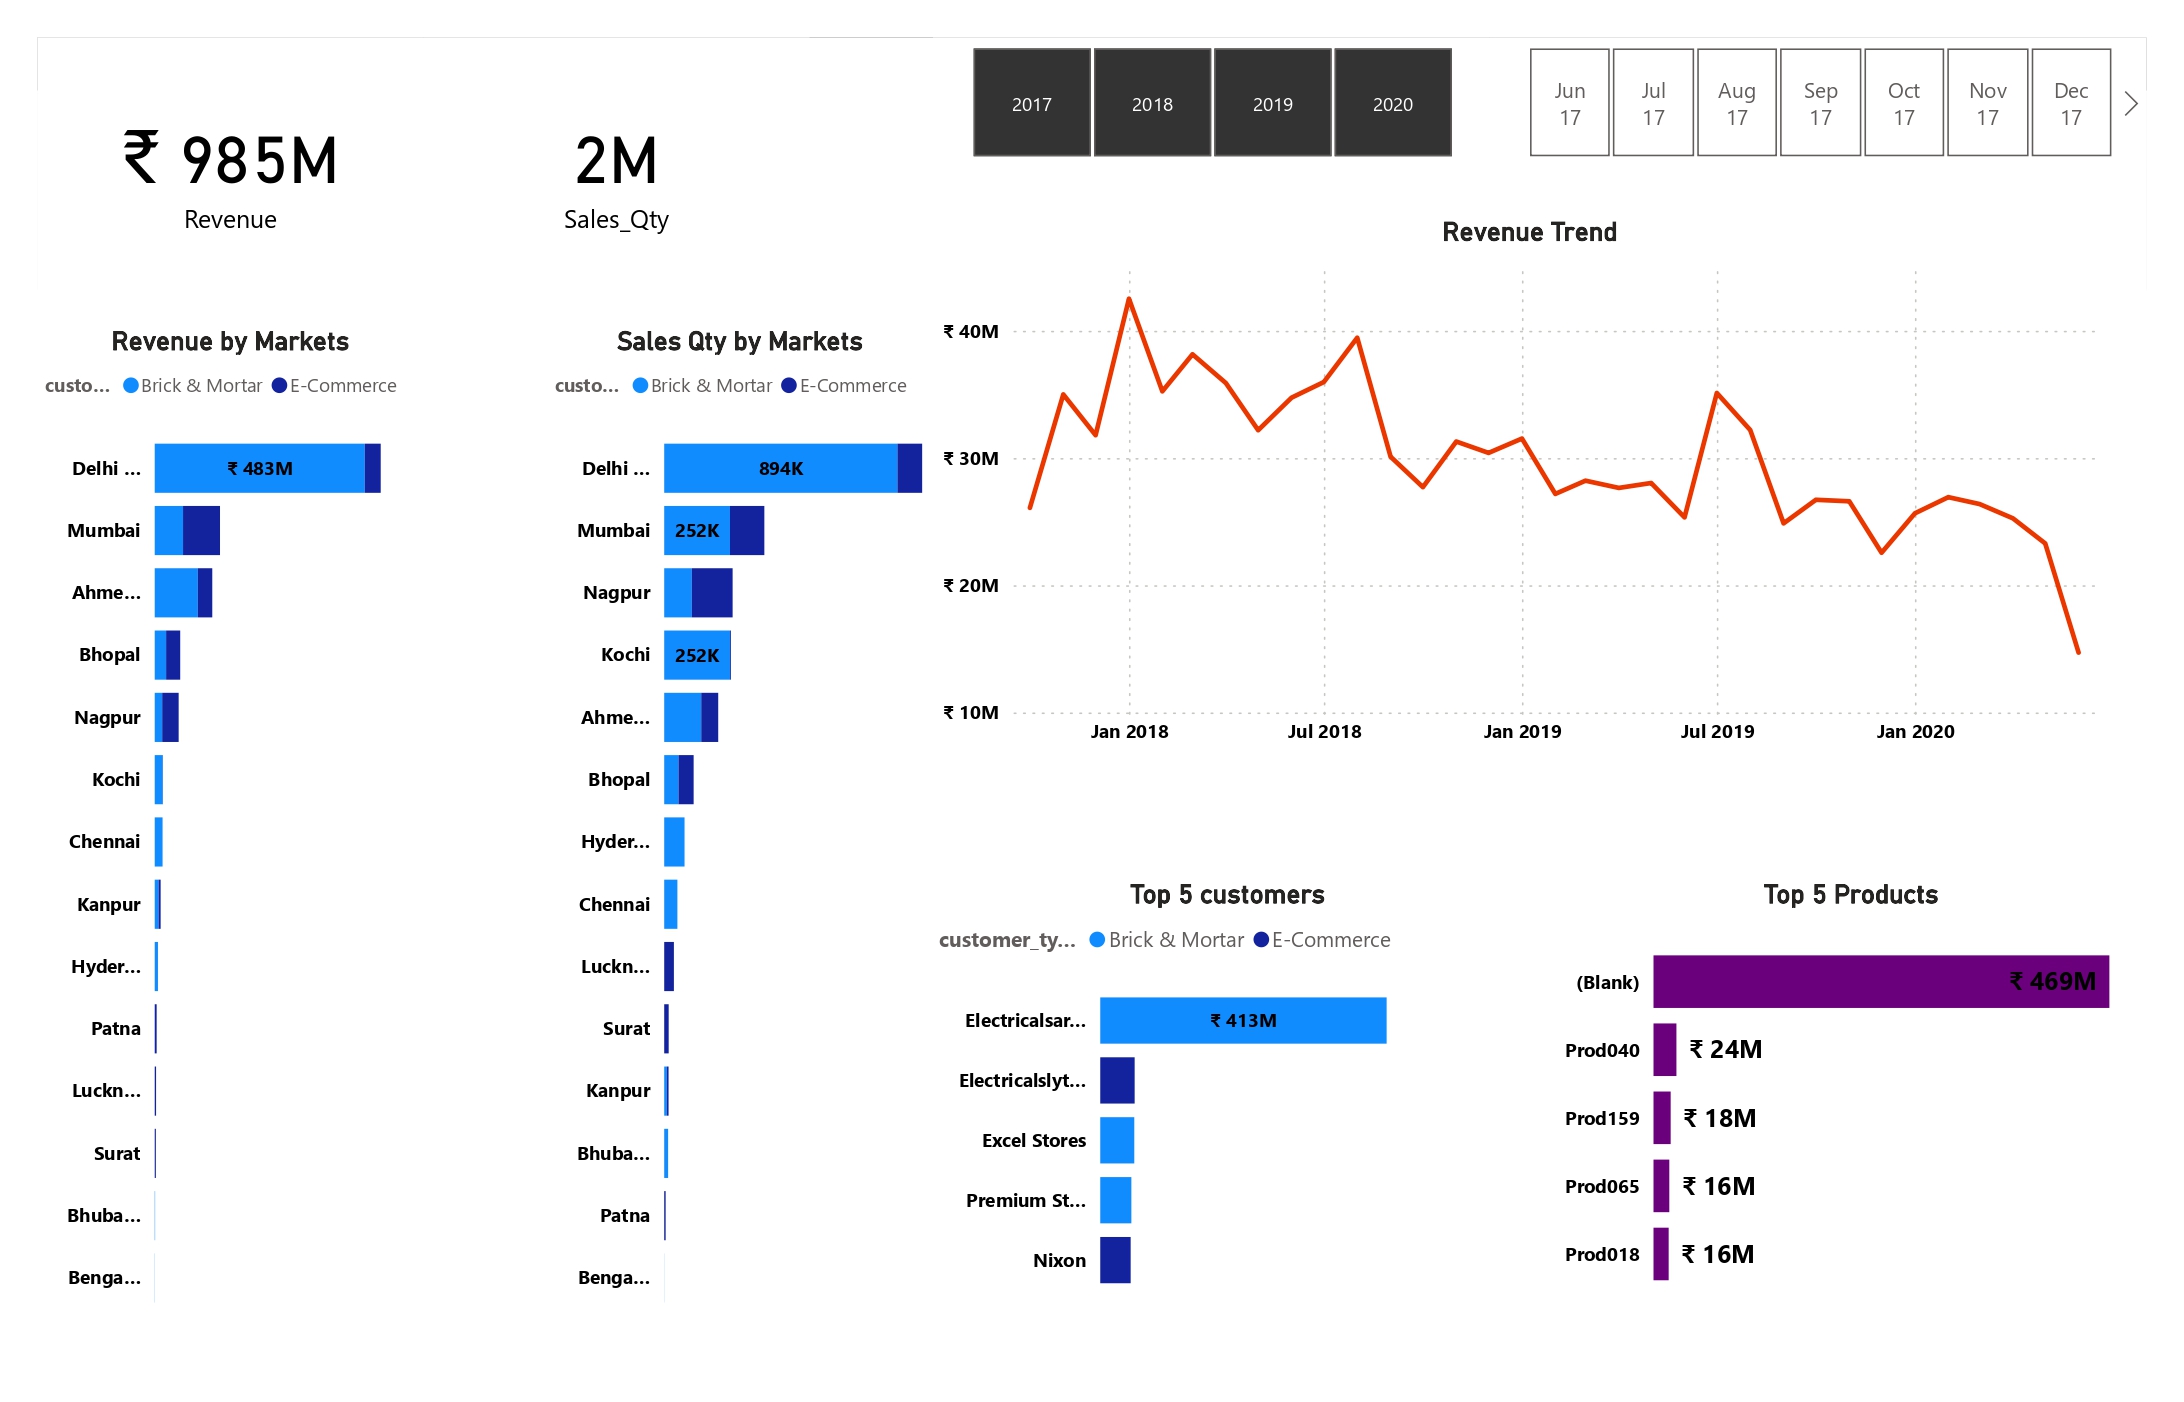 ₹ 985M
Revenue
2M
Sales_Qty
2017
2018
2019
2020
Jun
17
Jul
17
Aug
17
Sep
17
Oct
17
Nov
17
Dec
17
Revenue by Markets
custo... Brick & Mortar E-Commerce
Delhi ... ₹ 483M
Mumbai
Ahme...
Bhopal
Nagpur
Kochi
Chennai
Kanpur
Hyder...
Patna
Luckn...
Surat
Bhuba...
Benga...
Sales Qty by Markets
custo... Brick & Mortar E-Commerce
Delhi ... 894K
Mumbai 252K
Nagpur
Kochi 252K
Ahme...
Bhopal
Hyder...
Chennai
Luckn...
Surat
Kanpur
Bhuba...
Patna
Benga...
Revenue Trend
₹ 40M
₹ 30M
₹ 20M
₹ 10M
Jan 2018 Jul 2018 Jan 2019 Jul 2019 Jan 2020
Top 5 customers
customer_ty... Brick & Mortar E-Commerce
Electricalsar... ₹ 413M
Electricalslyt...
Excel Stores
Premium St...
Nixon
Top 5 Products
(Blank) ₹ 469M
Prod040 ₹ 24M
Prod159 ₹ 18M
Prod065 ₹ 16M
Prod018 ₹ 16M